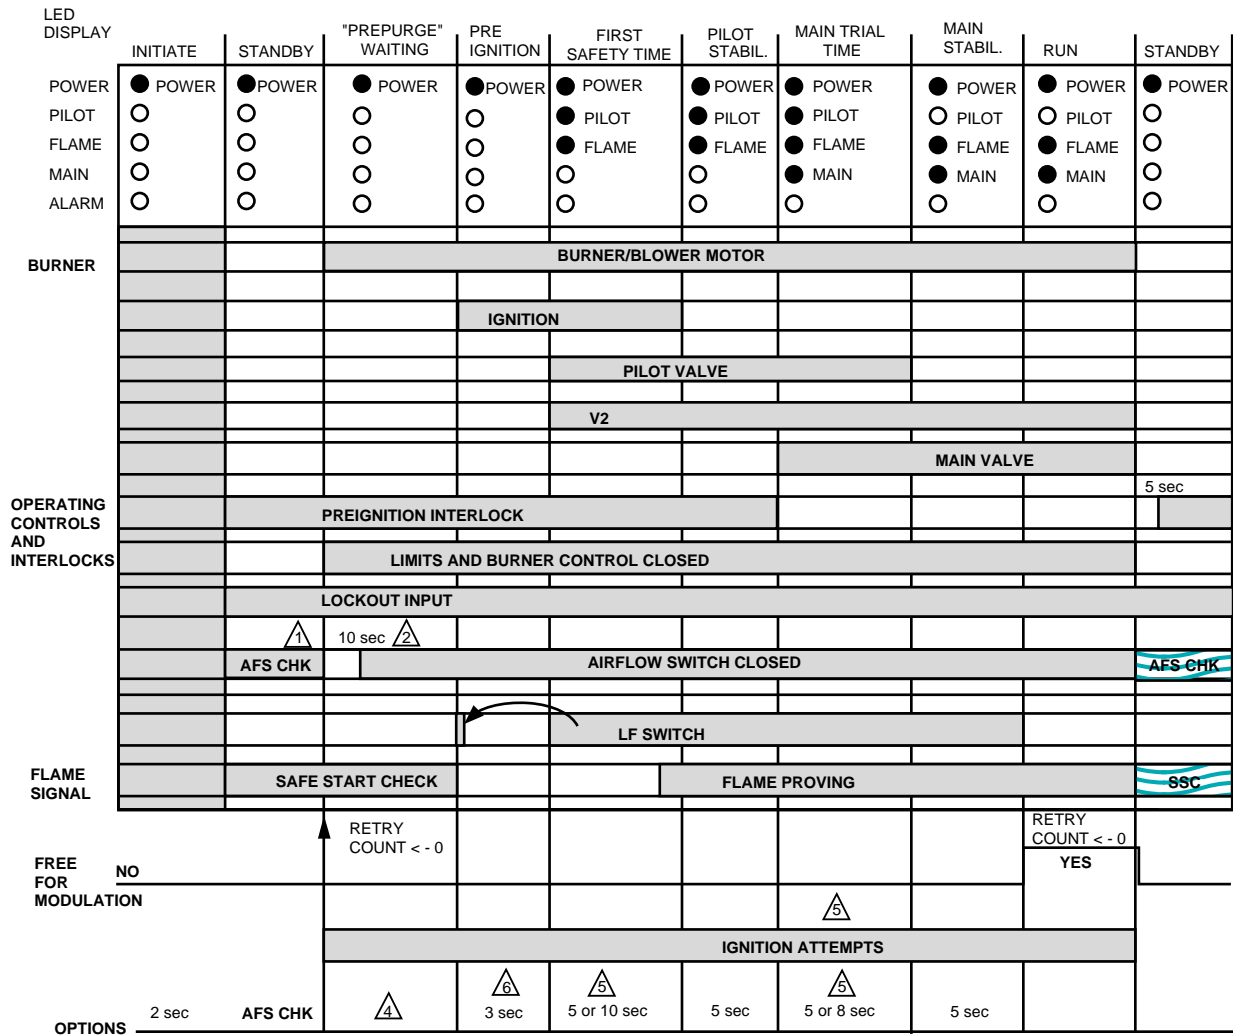 LED
DISPLAY
INITIATE
STANDBY
"PREPURGE"
WAITING
PRE
IGNITION
FIRST
SAFETY TIME
PILOT
STABIL.
MAIN TRIAL
TIME
MAIN
STABIL.
RUN
STANDBY
POWER POWER POWER POWER POWER POWER POWER POWER POWER POWER POWER
PILOT PILOT PILOT PILOT PILOT PILOT
FLAME FLAME FLAME FLAME FLAME FLAME
MAIN MAIN MAIN MAIN
ALARM
BURNER
BURNER/BLOWER MOTOR
IGNITION
PILOT VALVE
V2
MAIN VALVE
5 sec
OPERATING
CONTROLS
AND
INTERLOCKS
PREIGNITION INTERLOCK
LIMITS AND BURNER CONTROL CLOSED
LOCKOUT INPUT
1 10 sec 2
AFS CHK AIRFLOW SWITCH CLOSED AFS CHK
LF SWITCH
FLAME
SIGNAL
SAFE START CHECK FLAME PROVING SSC
RETRY
COUNT < - 0
RETRY
COUNT < - 0
FREE
FOR
MODULATION
NO
YES
5
IGNITION ATTEMPTS
4 6 5 5
OPTIONS 2 sec AFS CHK 3 sec 5 or 10 sec 5 sec 5 or 8 sec 5 sec